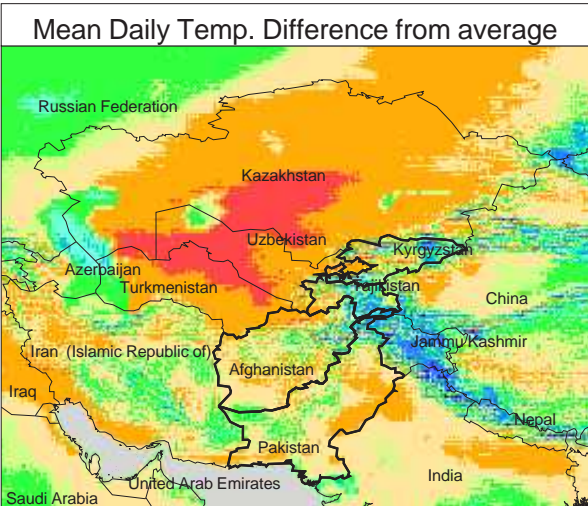 Mean Daily Temp. Difference from average
Russian Federation
Kazakhstan
Uzbekistan
Kyrgyzstan
Azerbaijan
Turkmenistan
Tajikistan
China
Iran (Islamic Republic of)
Jammu Kashmir
Afghanistan
Iraq
Nepal
Pakistan
India
United Arab Emirates
Saudi Arabia